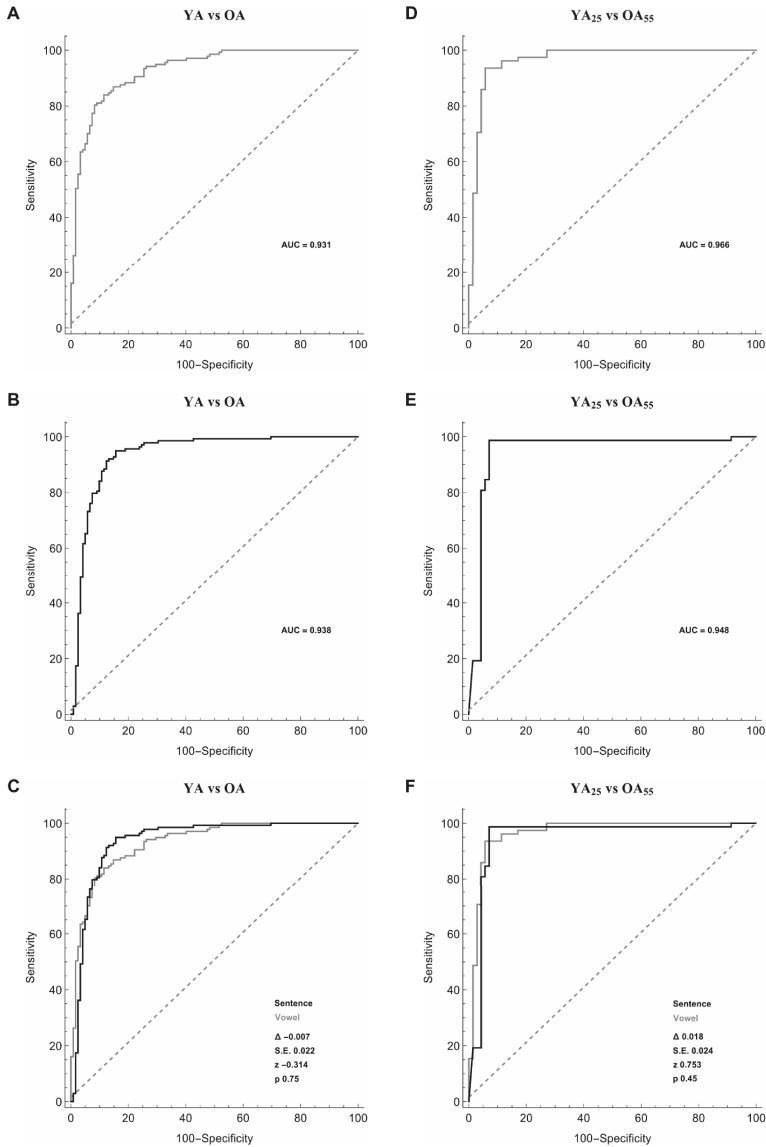 A
YA vs OA
100
80
60
40
20
0
Sensitivity
AUC = 0.931
0 20 40 60 80 100
100−Specificity
D
YA25 vs OA55
100
80
60
40
20
0
Sensitivity
AUC = 0.966
0 20 40 60 80 100
100−Specificity
B
YA vs OA
100
80
60
40
20
0
Sensitivity
AUC = 0.938
0 20 40 60 80 100
100−Specificity
E
YA25 vs OA55
100
80
60
40
20
0
Sensitivity
AUC = 0.948
0 20 40 60 80 100
100−Specificity
C
YA vs OA
100
80
60
40
20
0
Sensitivity
Sentence
Vowel
Δ −0.007
S.E. 0.022
z −0.314
p 0.75
0 20 40 60 80 100
100−Specificity
F
YA25 vs OA55
100
80
60
40
20
0
Sensitivity
Sentence
Vowel
Δ 0.018
S.E. 0.024
z 0.753
p 0.45
0 20 40 60 80 100
100−Specificity